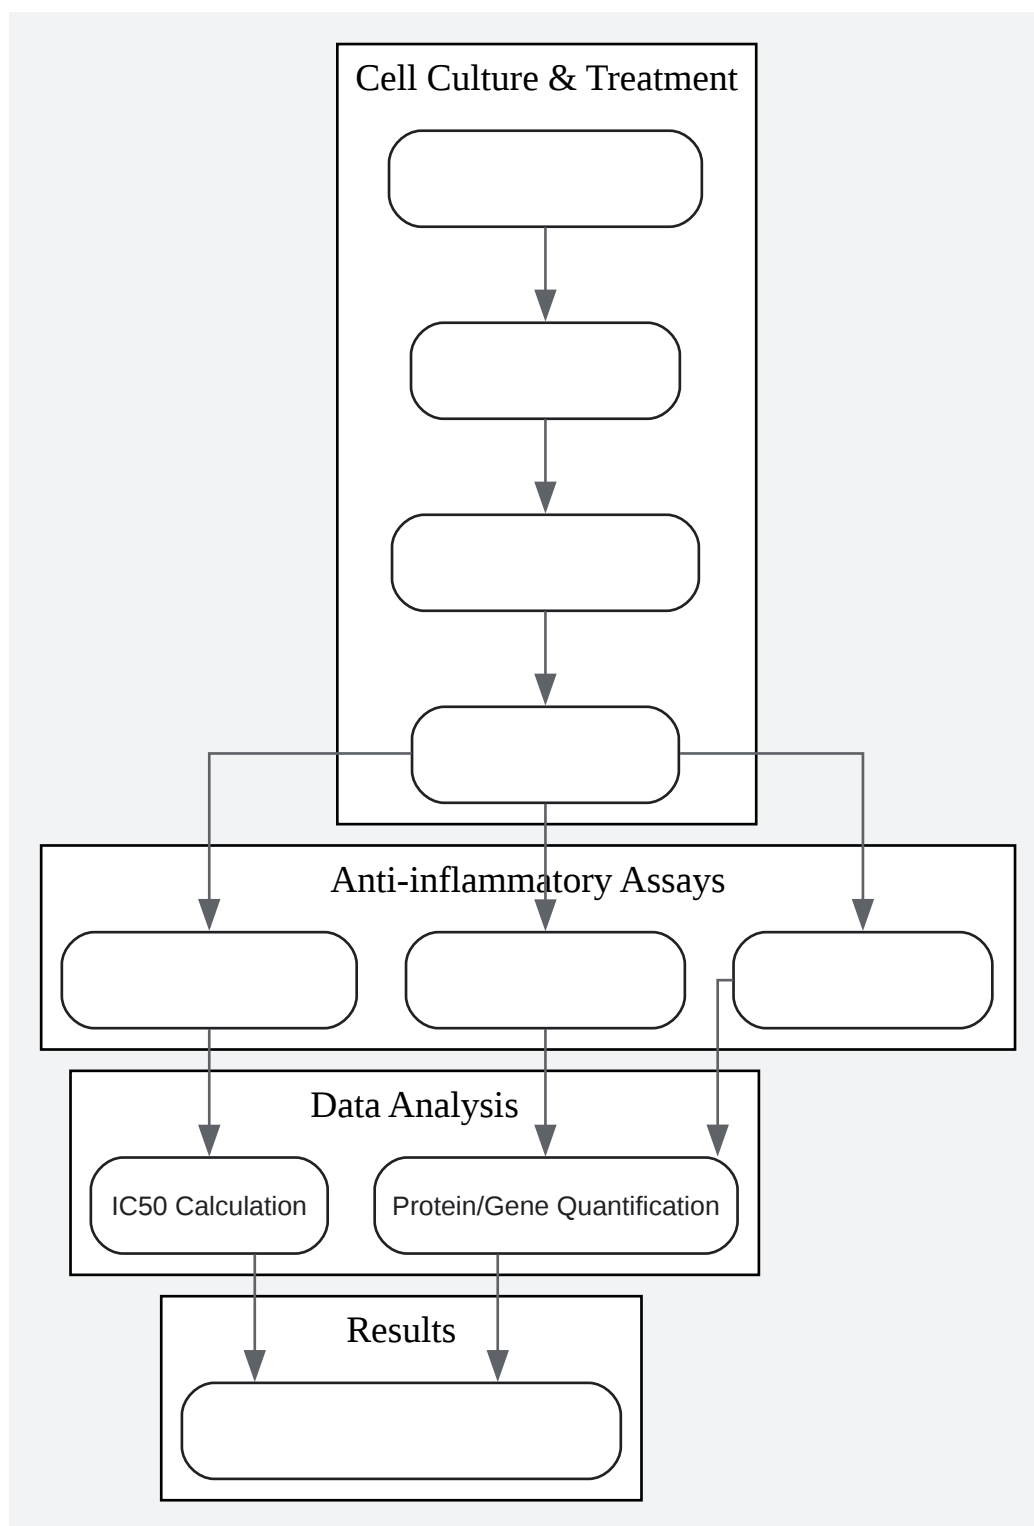 Cell Culture & Treatment
Anti-inflammatory Assays
Data Analysis
IC50 Calculation
Protein/Gene Quantification
Results